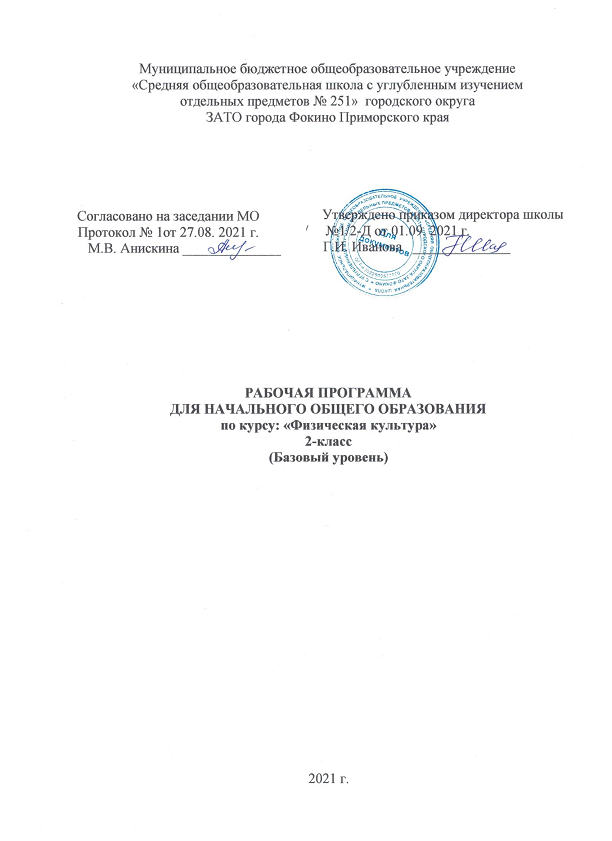 Муниципальное бюджетное общеобразовательное учреждение
«Средняя общеобразовательная школа с углубленным изучением
отдельных предметов № 251» городского округа
ЗАТО города Фокино Приморского края
Согласовано на заседании МО
Протокол № 1от 27.08. 2021 г.
М.В. Анискина
Утверждено приказом директора школы
№1/2-Д от 01.09. 2021 г.
Г.И. Иванова
Для
документов
РАБОЧАЯ ПРОГРАММА
ДЛЯ НАЧАЛЬНОГО ОБЩЕГО ОБРАЗОВАНИЯ
по курсу: «Физическая культура»
2-класс
(Базовый уровень)
2021 г.